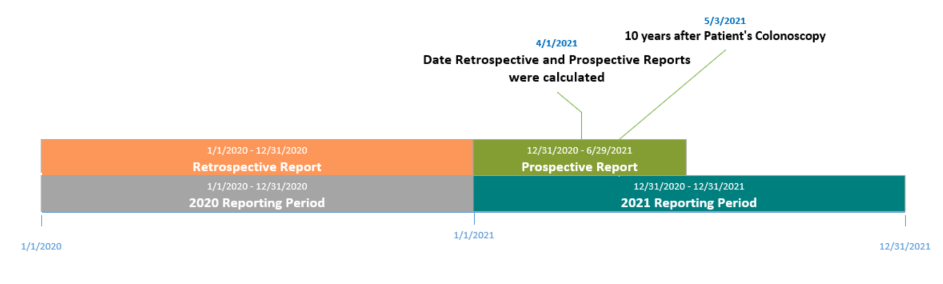 5/3/2021
10 years after Patient's Colonoscopy
4/1/2021
Date Retrospective and Prospective Reports
were calculated
1/1/2020 - 12/31/2020
Retrospective Report
12/31/2020 - 6/29/2021
Prospective Report
1/1/2020 - 12/31/2020
2020 Reporting Period
12/31/2020 - 12/31/2021
2021 Reporting Period
1/1/2020
1/1/2021
12/31/2021